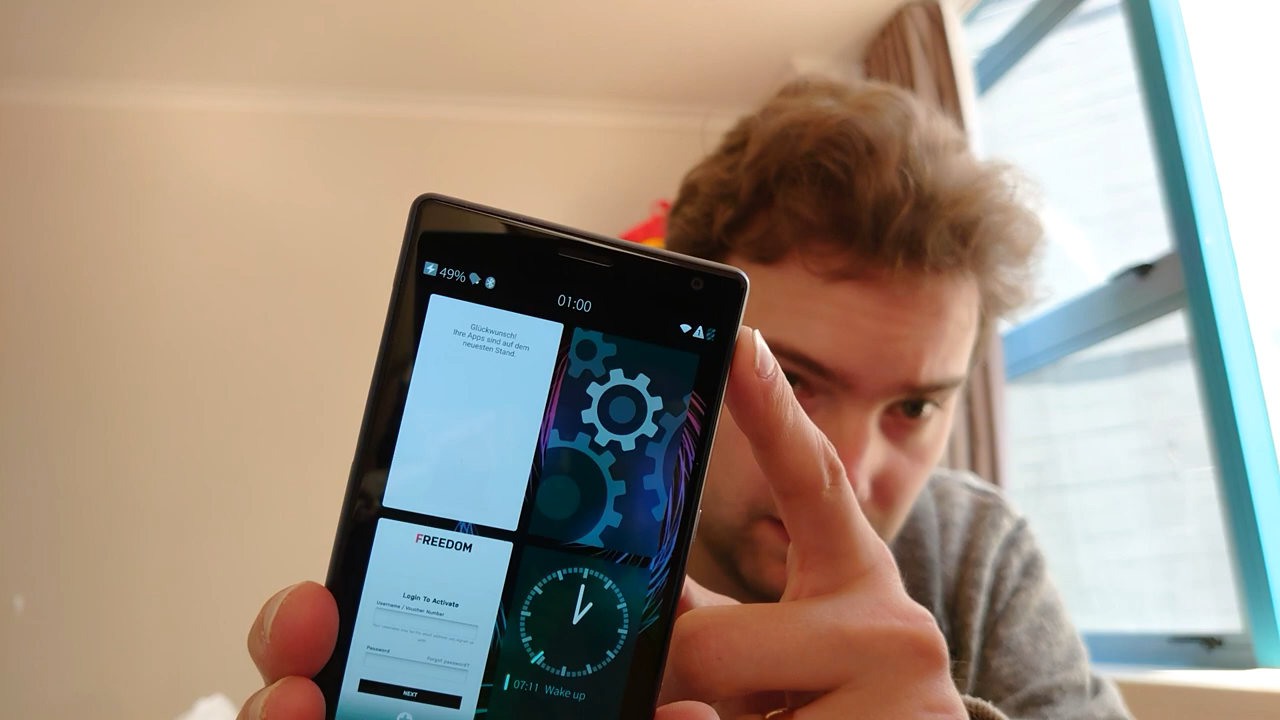 49%
01:00
Glückwunsch!
Ihre Apps sind auf dem
neuesten Stand.
FREEDOM
Login To Activate
Username / Voucher Number
Password
Forgot password?
NEXT
07:11 Wake up